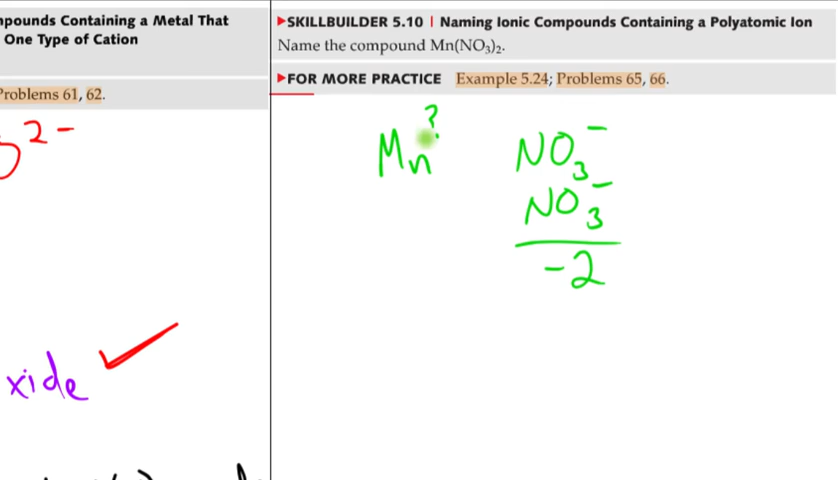 pounds Containing a Metal That
One Type of Cation
Problems 61, 62.
2-
xide
▶SKILLBUILDER 5.10 | Naming Ionic Compounds Containing a Polyatomic Ion
Name the compound Mn(NO₃)₂.
▶FOR MORE PRACTICE Example 5.24; Problems 65, 66.
Mn? NO₃⁻
NO₃⁻
-2